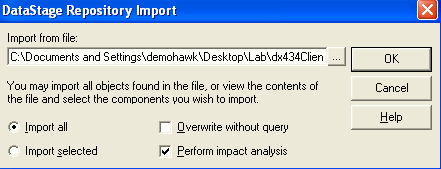 DataStage Repository Import
Import from file:
C:\Documents and Settings\demohawk\Desktop\Lab\dx434Clien ...
OK
You may import all objects found in the file, or view the contents of
the file and select the components you wish to import.
Cancel
Help
Import all
Overwrite without query
Import selected
Perform impact analysis